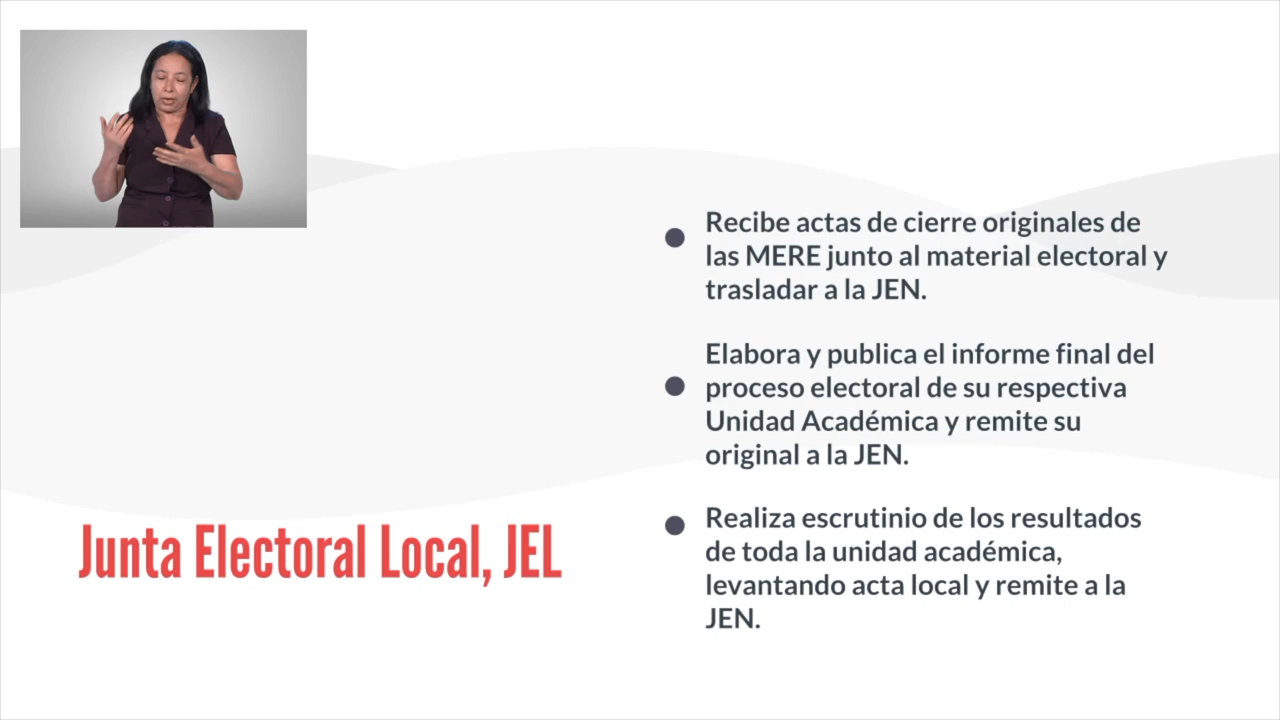 Recibe actas de cierre originales de
las MERE junto al material electoral y
trasladar a la JEN.
Elabora y publica el informe final del
proceso electoral de su respectiva
Unidad Académica y remite su
original a la JEN.
Realiza escrutinio de los resultados
de toda la unidad académica,
levantando acta local y remite a la
JEN.
Junta Electoral Local, JEL